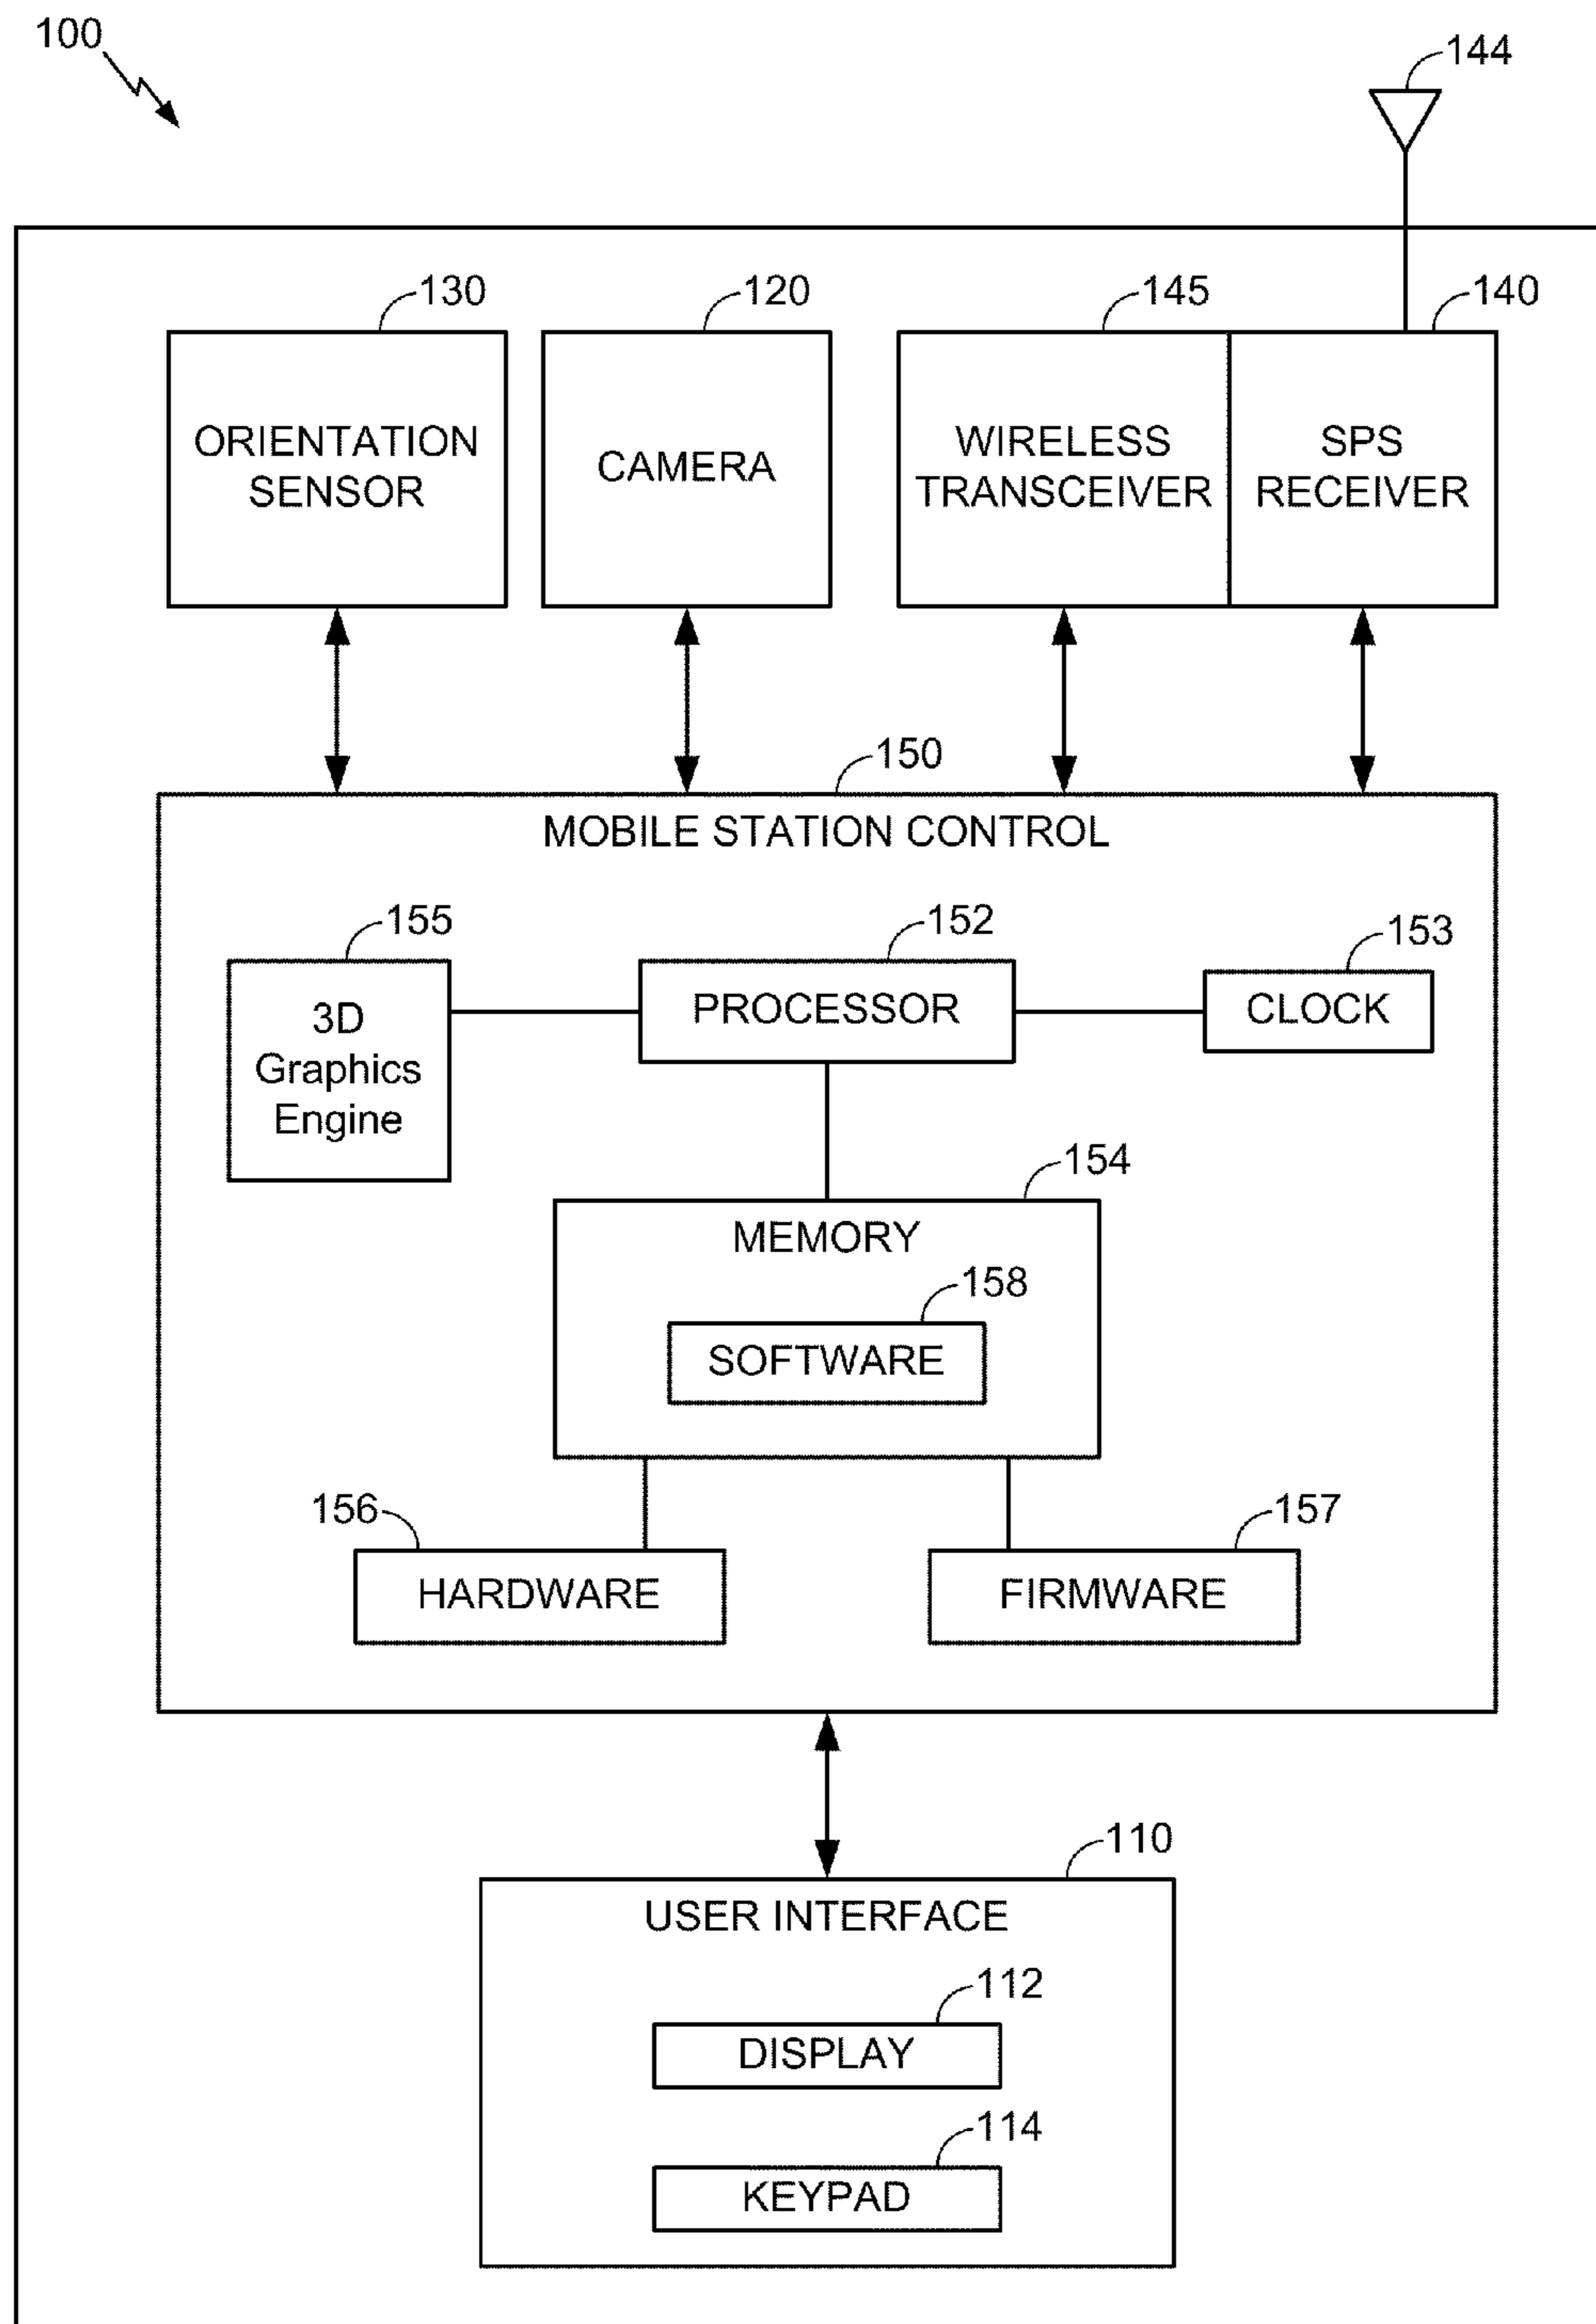 100
144
130
120
145
140
ORIENTATION
SENSOR
CAMERA
WIRELESS
TRANSCEIVER
SPS
RECEIVER
150
MOBILE STATION CONTROL
155
152
153
3D
Graphics
Engine
PROCESSOR
CLOCK
154
MEMORY
158
SOFTWARE
156
157
HARDWARE
FIRMWARE
110
USER INTERFACE
112
DISPLAY
114
KEYPAD